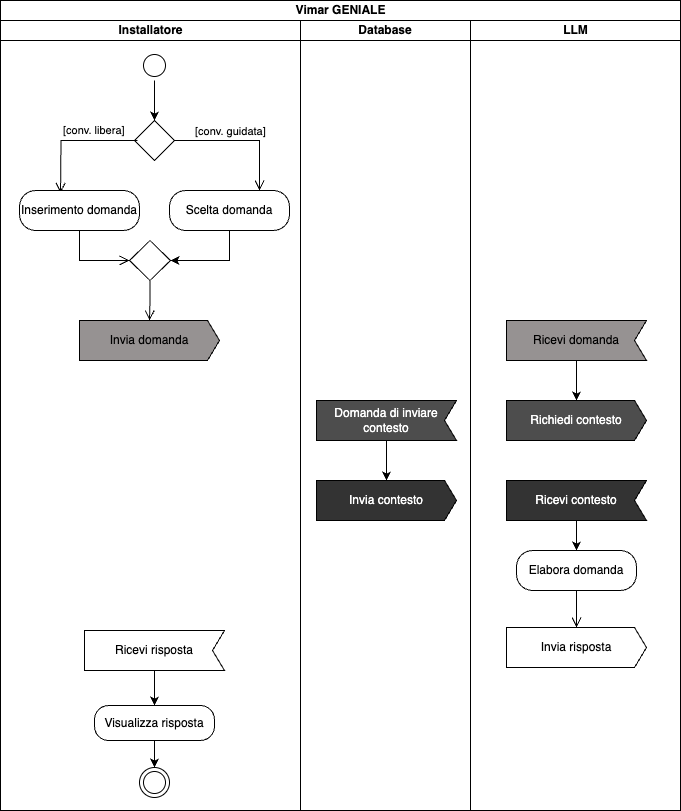 Vimar GENIALE
Installatore
Database
LLM
[conv. libera]
[conv. guidata]
Inserimento domanda
Scelta domanda
Invia domanda
Ricevi domanda
Domanda di inviare
contesto
Richiedi contesto
Invia contesto
Ricevi contesto
Elabora domanda
Ricevi risposta
Invia risposta
Visualizza risposta